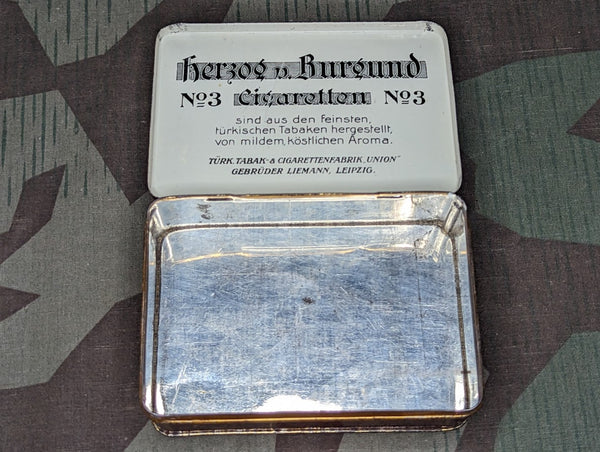 Herzog v. Burgund
No3 Cigaretten No3
sind aus den feinsten,
türkischen Tabaken hergestellt,
von mildem, köstlichen Aroma.
TÜRK. TABAK- & CIGARETTENFABRIK „UNION"
GEBRÜDER LIEMANN, LEIPZIG.